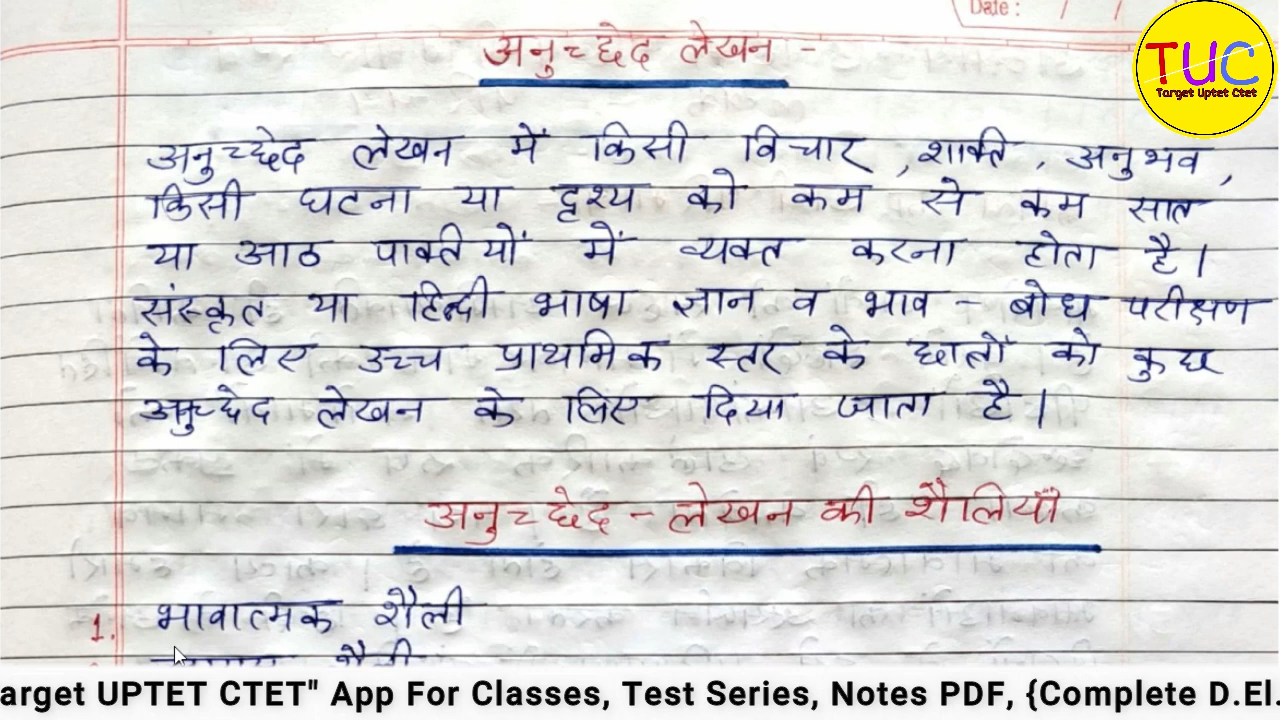 Date : / /
TUC
Target Uptet Ctet
अनुच्छेद लेखन -
अनुच्छेद लेखन में किसी विचार , शक्ति , अनुभव ,
किसी घटना या दृश्य को कम से कम सात
या आठ पाक्तीयों में व्यक्त करना होता है।
संस्कृत या हिन्दी भाषा ज्ञान व भाव - बोध परीक्षण
के लिए उच्च प्राथमिक स्तर के छात्रों को कुछ
अनुच्छेद लेखन के लिए दिया जाता है।
अनुच्छेद - लेखन की शैलियाँ
1. भावात्मक शैली
शैली
arget UPTET CTET" App For Classes, Test Series, Notes PDF, {Complete D.El.